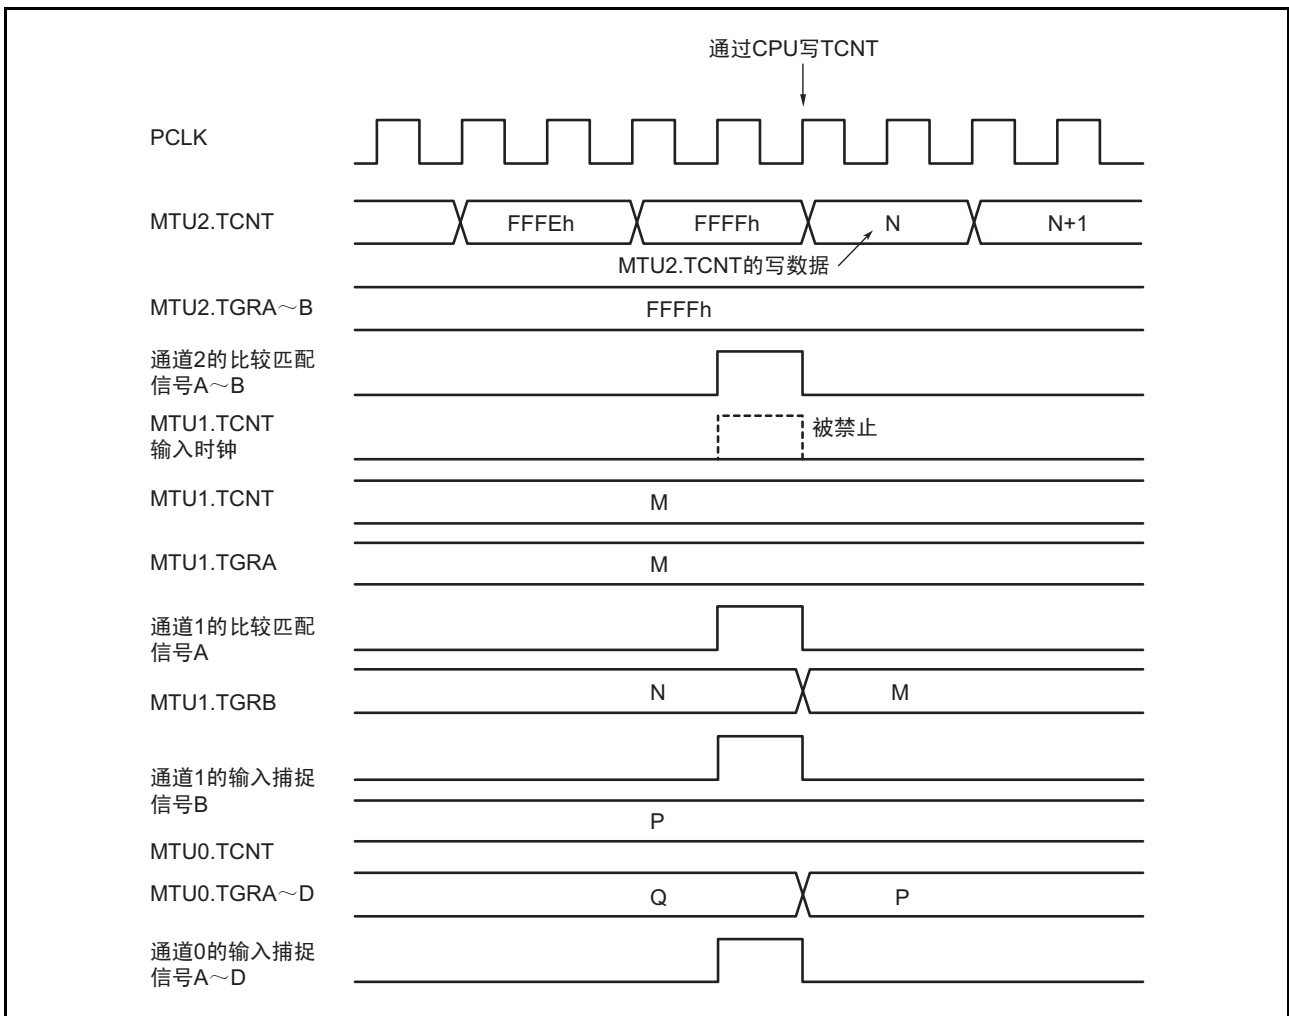 通过CPU写TCNT
PCLK
MTU2.TCNT
FFFEh
FFFFh
N
N+1
MTU2.TCNT的写数据
MTU2.TGRA～B
FFFFh
通道2的比较匹配
信号A～B
MTU1.TCNT
输入时钟
被禁止
MTU1.TCNT
M
MTU1.TGRA
M
通道1的比较匹配
信号A
MTU1.TGRB
N
M
通道1的输入捕捉
信号B
P
MTU0.TCNT
MTU0.TGRA～D
Q
P
通道0的输入捕捉
信号A～D